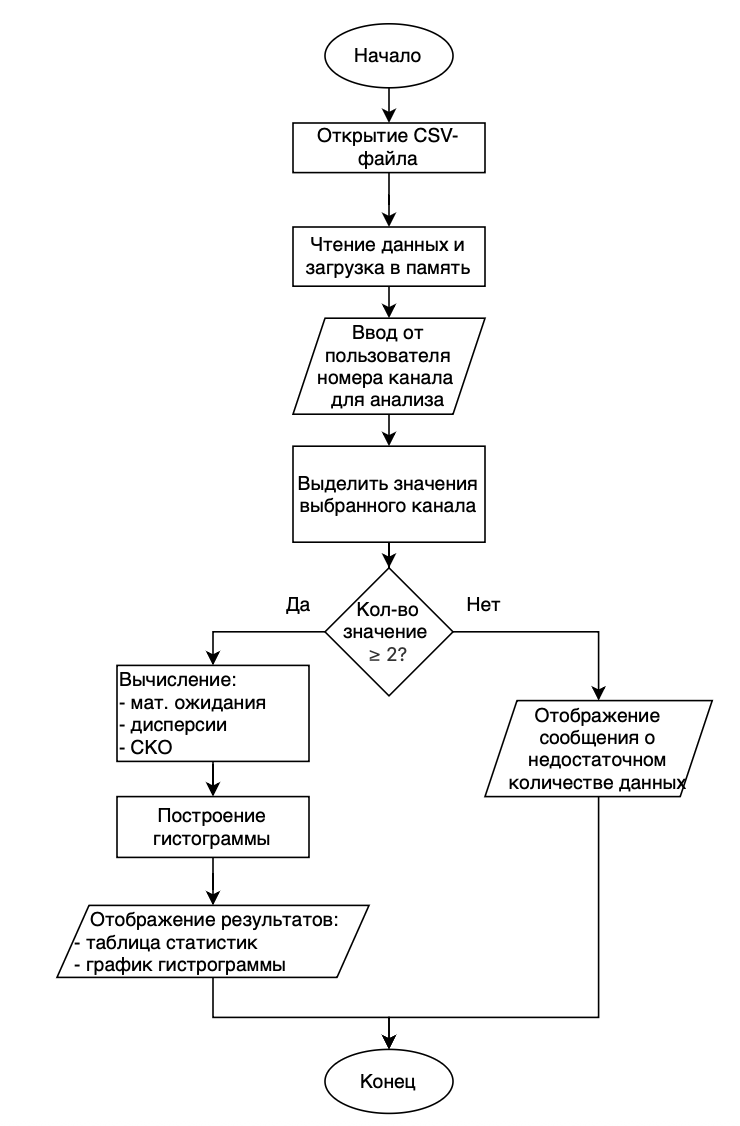 Начало
Открытие CSV-
файла
Чтение данных и
загрузка в память
Ввод от
пользователя
номера канала
для анализа
Выделить значения
выбранного канала
Да
Кол-во
значение
≥ 2?
Нет
Вычисление:
- мат. ожидания
- дисперсии
- СКО
Отображение
сообщения о
недостаточном
количестве данных
Построение
гистограммы
Отображение результатов:
- таблица статистик
- график гистрограммы
Конец